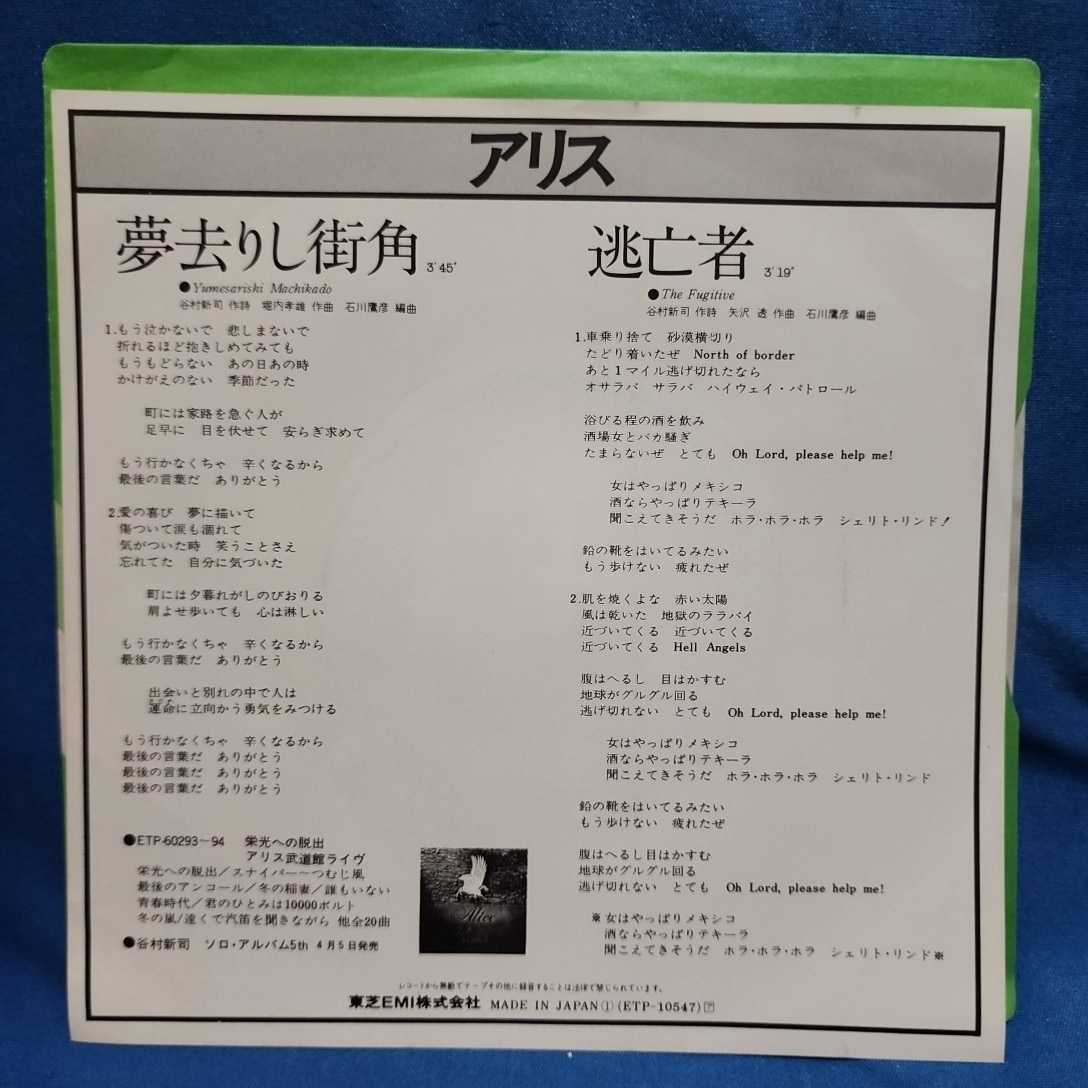 アリス
夢去りし街角 3'45"
●Yumesarishi Machikado
谷村新司 作詩 堀内孝雄 作曲 石川鷹彦 編曲
1.もう泣かないで 悲しまないで
折れるほど抱きしめてみても
もうもどらない あの日あの時
かけがえのない 季節だった
町には家路を急ぐ人が
足早に 目を伏せて 安らぎ求めて
もう行かなくちゃ 辛くなるから
最後の言葉だ ありがとう
2.愛の喜び 夢に描いて
傷ついて涙も涸れて
気がついた時 笑うことさえ
忘れてた 自分に気づいた
町には夕暮れがしのびおりる
肩よせ歩いても 心は淋しい
もう行かなくちゃ 辛くなるから
最後の言葉だ ありがとう
出会いと別れの中で人は
運命に立向かう勇気をみつける
もう行かなくちゃ 辛くなるから
最後の言葉だ ありがとう
最後の言葉だ ありがとう
最後の言葉だ ありがとう
●ETP-60293〜94 栄光への脱出
アリス武道館ライヴ
栄光への脱出/スナイパー〜つむじ風
最後のアンコール/冬の稲妻/誰もいない
青春時代/君のひとみは10000ボルト
冬の嵐/遠くで汽笛を聞きながら 他全20曲
●谷村新司 ソロ・アルバム5th 4月5日発売
Alice
逃亡者 3'19"
●The Fugitive
谷村新司 作詩 矢沢 透 作曲 石川鷹彦 編曲
1.車乗り捨て 砂漠横切り
たどり着いたぜ North of border
あと1マイル逃げ切れたなら
オサラバ サラバ ハイウェイ・パトロール
浴びる程の酒を飲み
酒場女とバカ騒ぎ
たまらないぜ とても Oh Lord, please help me!
女はやっぱりメキシコ
酒ならやっぱりテキーラ
聞こえてきそうだ ホラ・ホラ・ホラ シェリト・リンド!
鉛の靴をはいてるみたい
もう歩けない 疲れたぜ
2.肌を焼くよな 赤い太陽
風は乾いた 地獄のララバイ
近づいてくる 近づいてくる
近づいてくる Hell Angels
腹はへるし 目はかすむ
地球がグルグル回る
逃げ切れない とても Oh Lord, please help me!
女はやっぱりメキシコ
酒ならやっぱりテキーラ
聞こえてきそうだ ホラ・ホラ・ホラ シェリト・リンド
鉛の靴をはいてるみたい
もう歩けない 疲れたぜ
腹はへるし目はかすむ
地球がグルグル回る
逃げ切れない とても Oh Lord, please help me!
※女はやっぱりメキシコ
酒ならやっぱりテキーラ
聞こえてきそうだ ホラ・ホラ・ホラ シェリト・リンド※
レコードから無断でテープその他に録音することは法律で禁じられています。
東芝EMI株式会社 MADE IN JAPAN ① (ETP-10547) ㋐